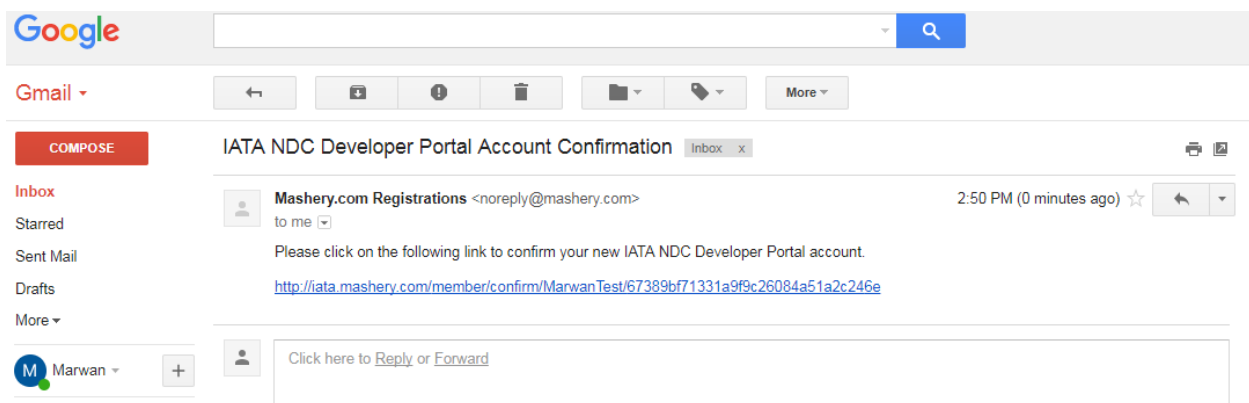 Google
Gmail
More
COMPOSE
IATA NDC Developer Portal Account Confirmation Inbox x
Inbox
Mashery.com Registrations <noreply@mashery.com> 2:50 PM (0 minutes ago)
Starred
to me
Sent Mail
Please click on the following link to confirm your new IATA NDC Developer Portal account.
Drafts
http://iata.mashery.com/member/confirm/MarwanTest/67389bf71331a9f9c26084a51a2c246e
More
M Marwan +
Click here to Reply or Forward